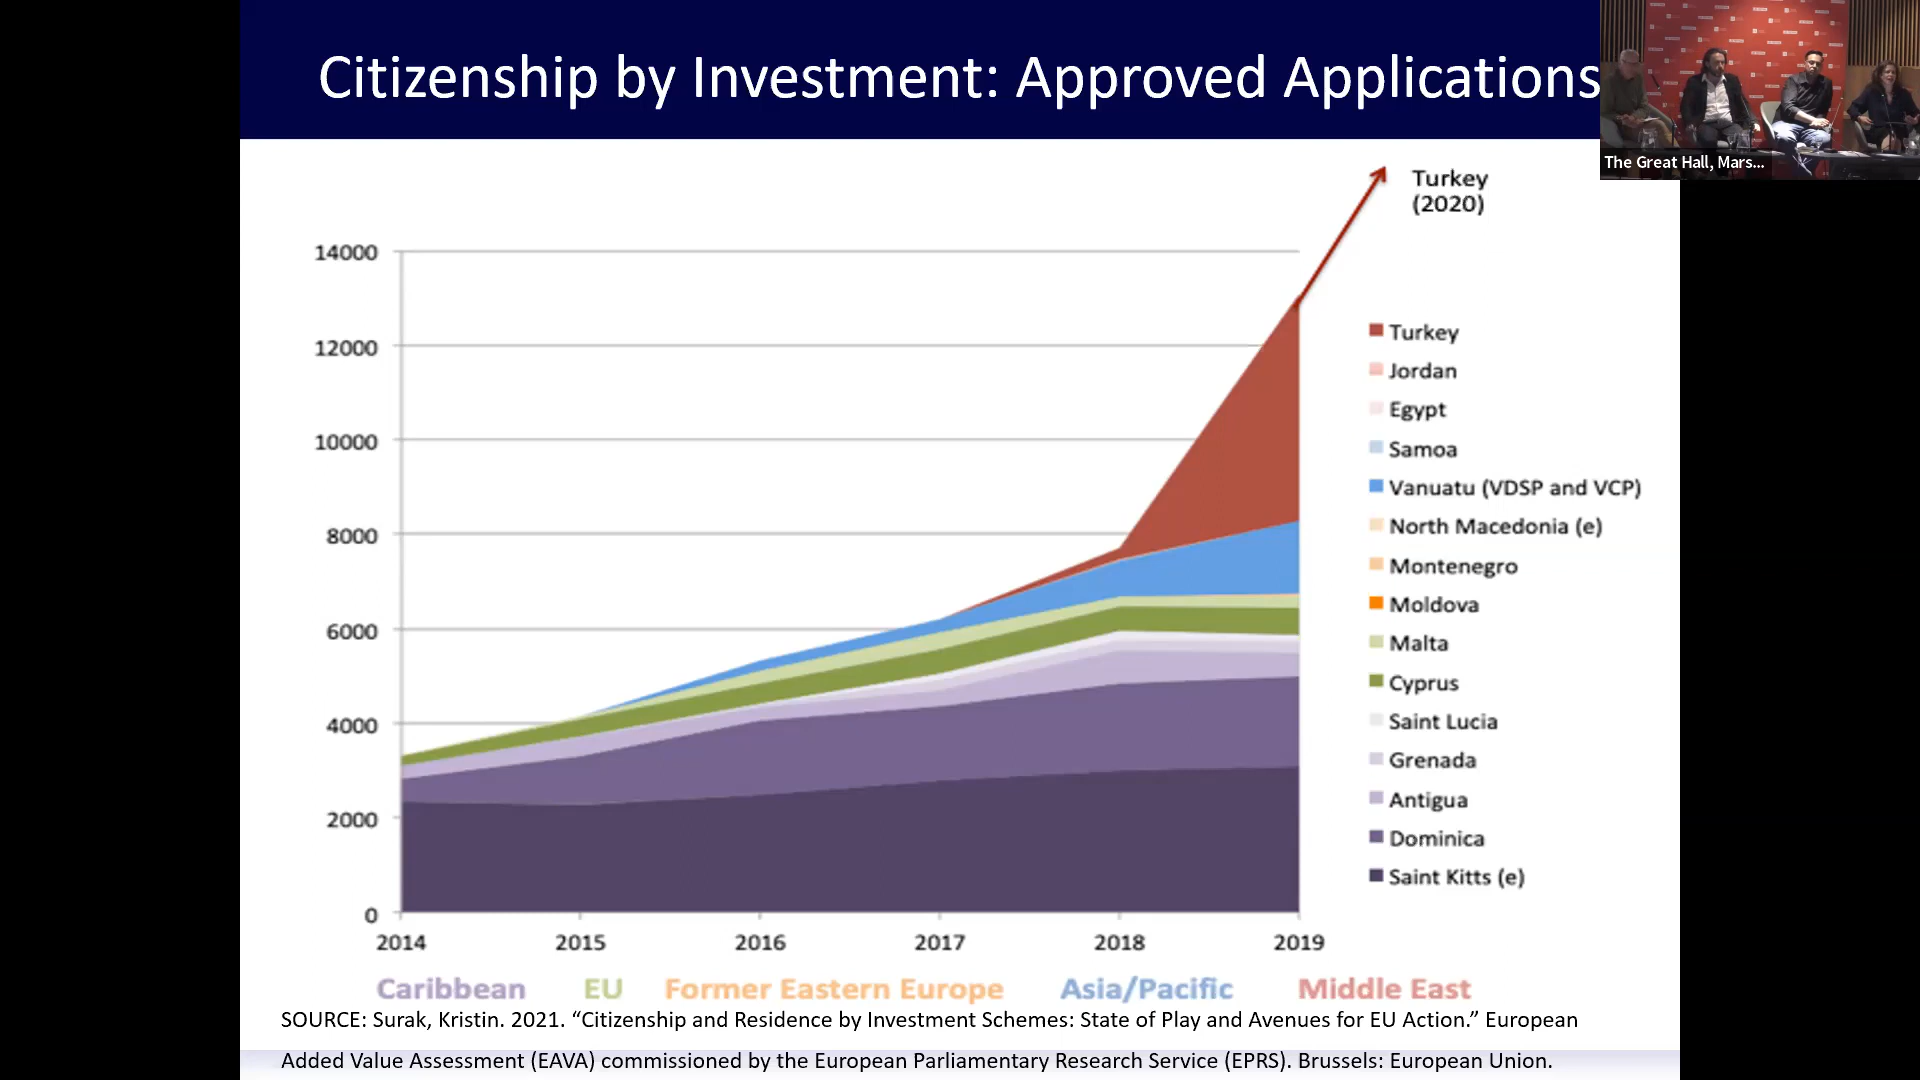 Citizenship by Investment: Approved Applications
The Great Hall, Mars...
Turkey
(2020)
14000
12000
10000
8000
6000
4000
2000
0
2014 2015 2016 2017 2018 2019
Turkey
Jordan
Egypt
Samoa
Vanuatu (VDSP and VCP)
North Macedonia (e)
Montenegro
Moldova
Malta
Cyprus
Saint Lucia
Grenada
Antigua
Dominica
Saint Kitts (e)
Caribbean EU Former Eastern Europe Asia/Pacific Middle East
SOURCE: Surak, Kristin. 2021. “Citizenship and Residence by Investment Schemes: State of Play and Avenues for EU Action.” European
Added Value Assessment (EAVA) commissioned by the European Parliamentary Research Service (EPRS). Brussels: European Union.